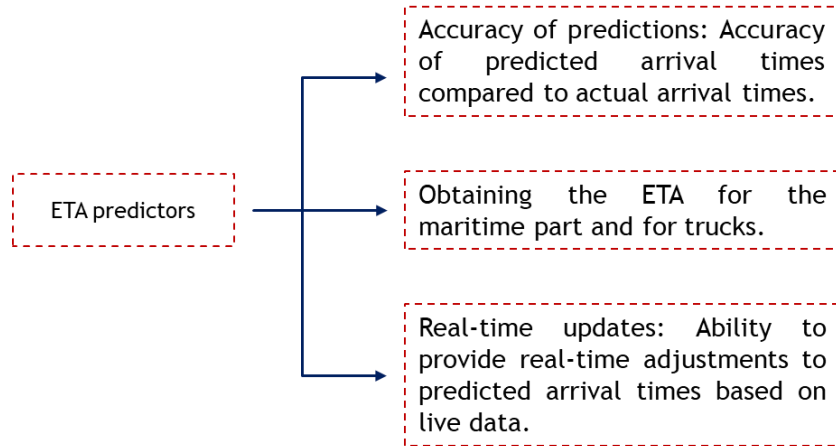 Accuracy of predictions: Accuracy
of predicted arrival times
compared to actual arrival times.
ETA predictors
Obtaining the ETA for the
maritime part and for trucks.
Real-time updates: Ability to
provide real-time adjustments to
predicted arrival times based on
live data.